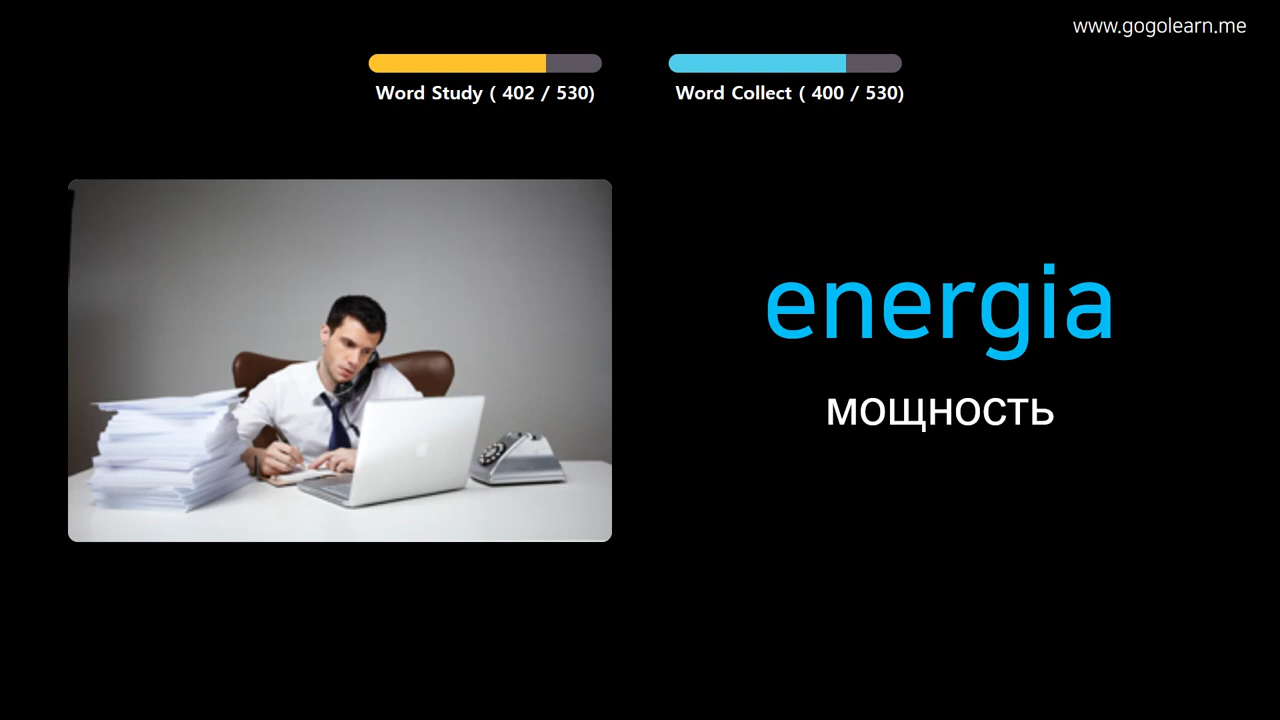 www.gogolearn.me
Word Study ( 402 / 530)
Word Collect ( 400 / 530)
energia
мощность